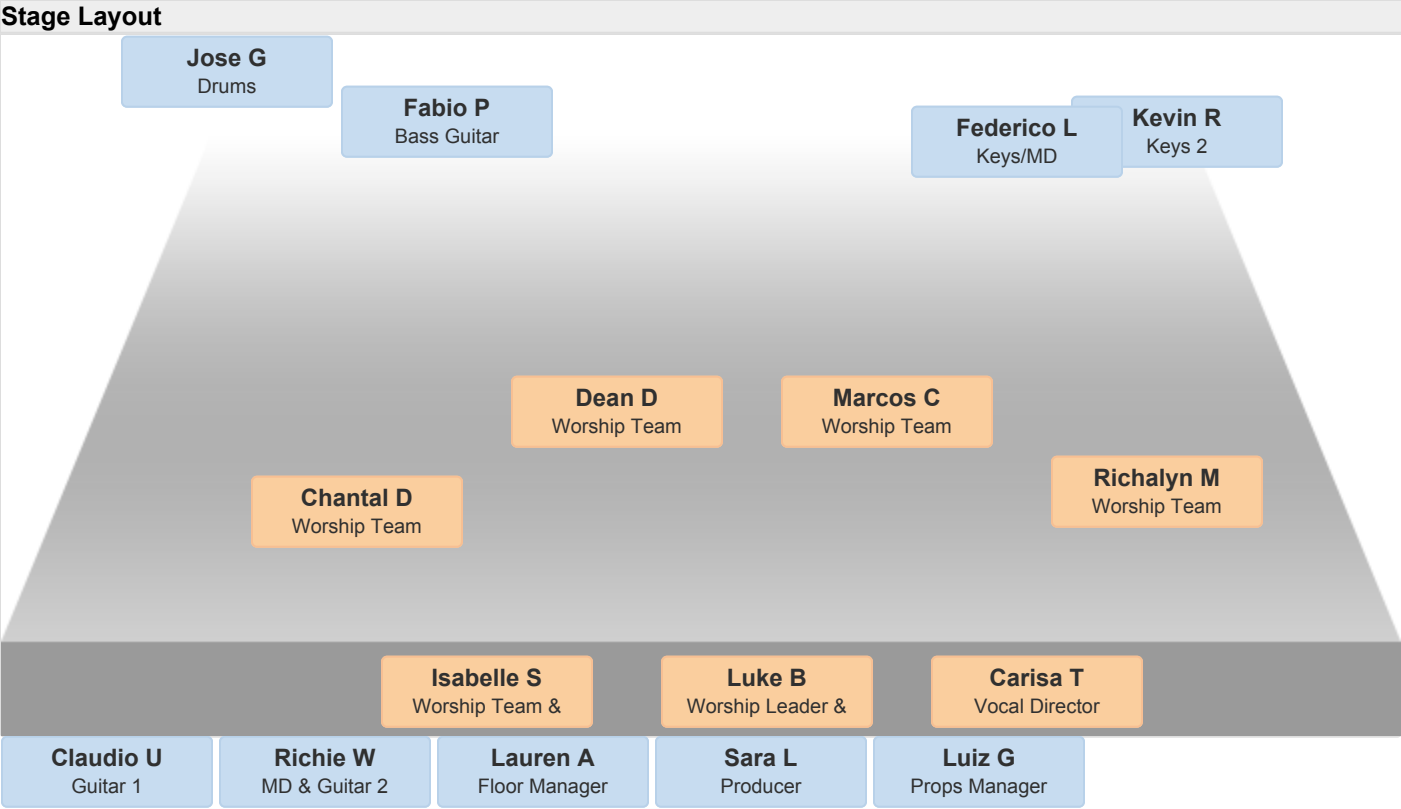 Stage Layout
Jose G
Drums
Fabio P
Bass Guitar
Federico L
Keys/MD
Kevin R
Keys 2
Dean D
Worship Team
Marcos C
Worship Team
Richalyn M
Worship Team
Chantal D
Worship Team
Isabelle S
Worship Team &
Luke B
Worship Leader &
Carisa T
Vocal Director
Claudio U
Guitar 1
Richie W
MD & Guitar 2
Lauren A
Floor Manager
Sara L
Producer
Luiz G
Props Manager